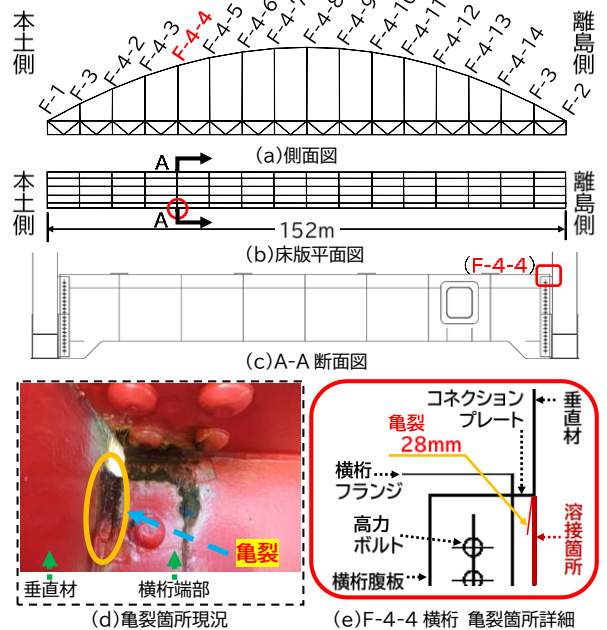 本土側
F-1
F-3
F-4-2
F-4-3
F-4-4
F-4-5
F-4-6
F-4-7
F-4-8
F-4-9
F-4-10
F-4-11
F-4-12
F-4-13
F-4-14
F-3
F-2
離島側
(a)側面図
本土側
A
A
離島側
152m
(b)床版平面図
(F-4-4)
(c)A-A 断面図
亀裂
垂直材
横桁端部
(d)亀裂箇所現況
コネクション
プレート
垂直材
亀裂
28mm
横桁
フランジ
高力
ボルト
溶接箇所
横桁腹板
(e)F-4-4 横桁 亀裂箇所詳細